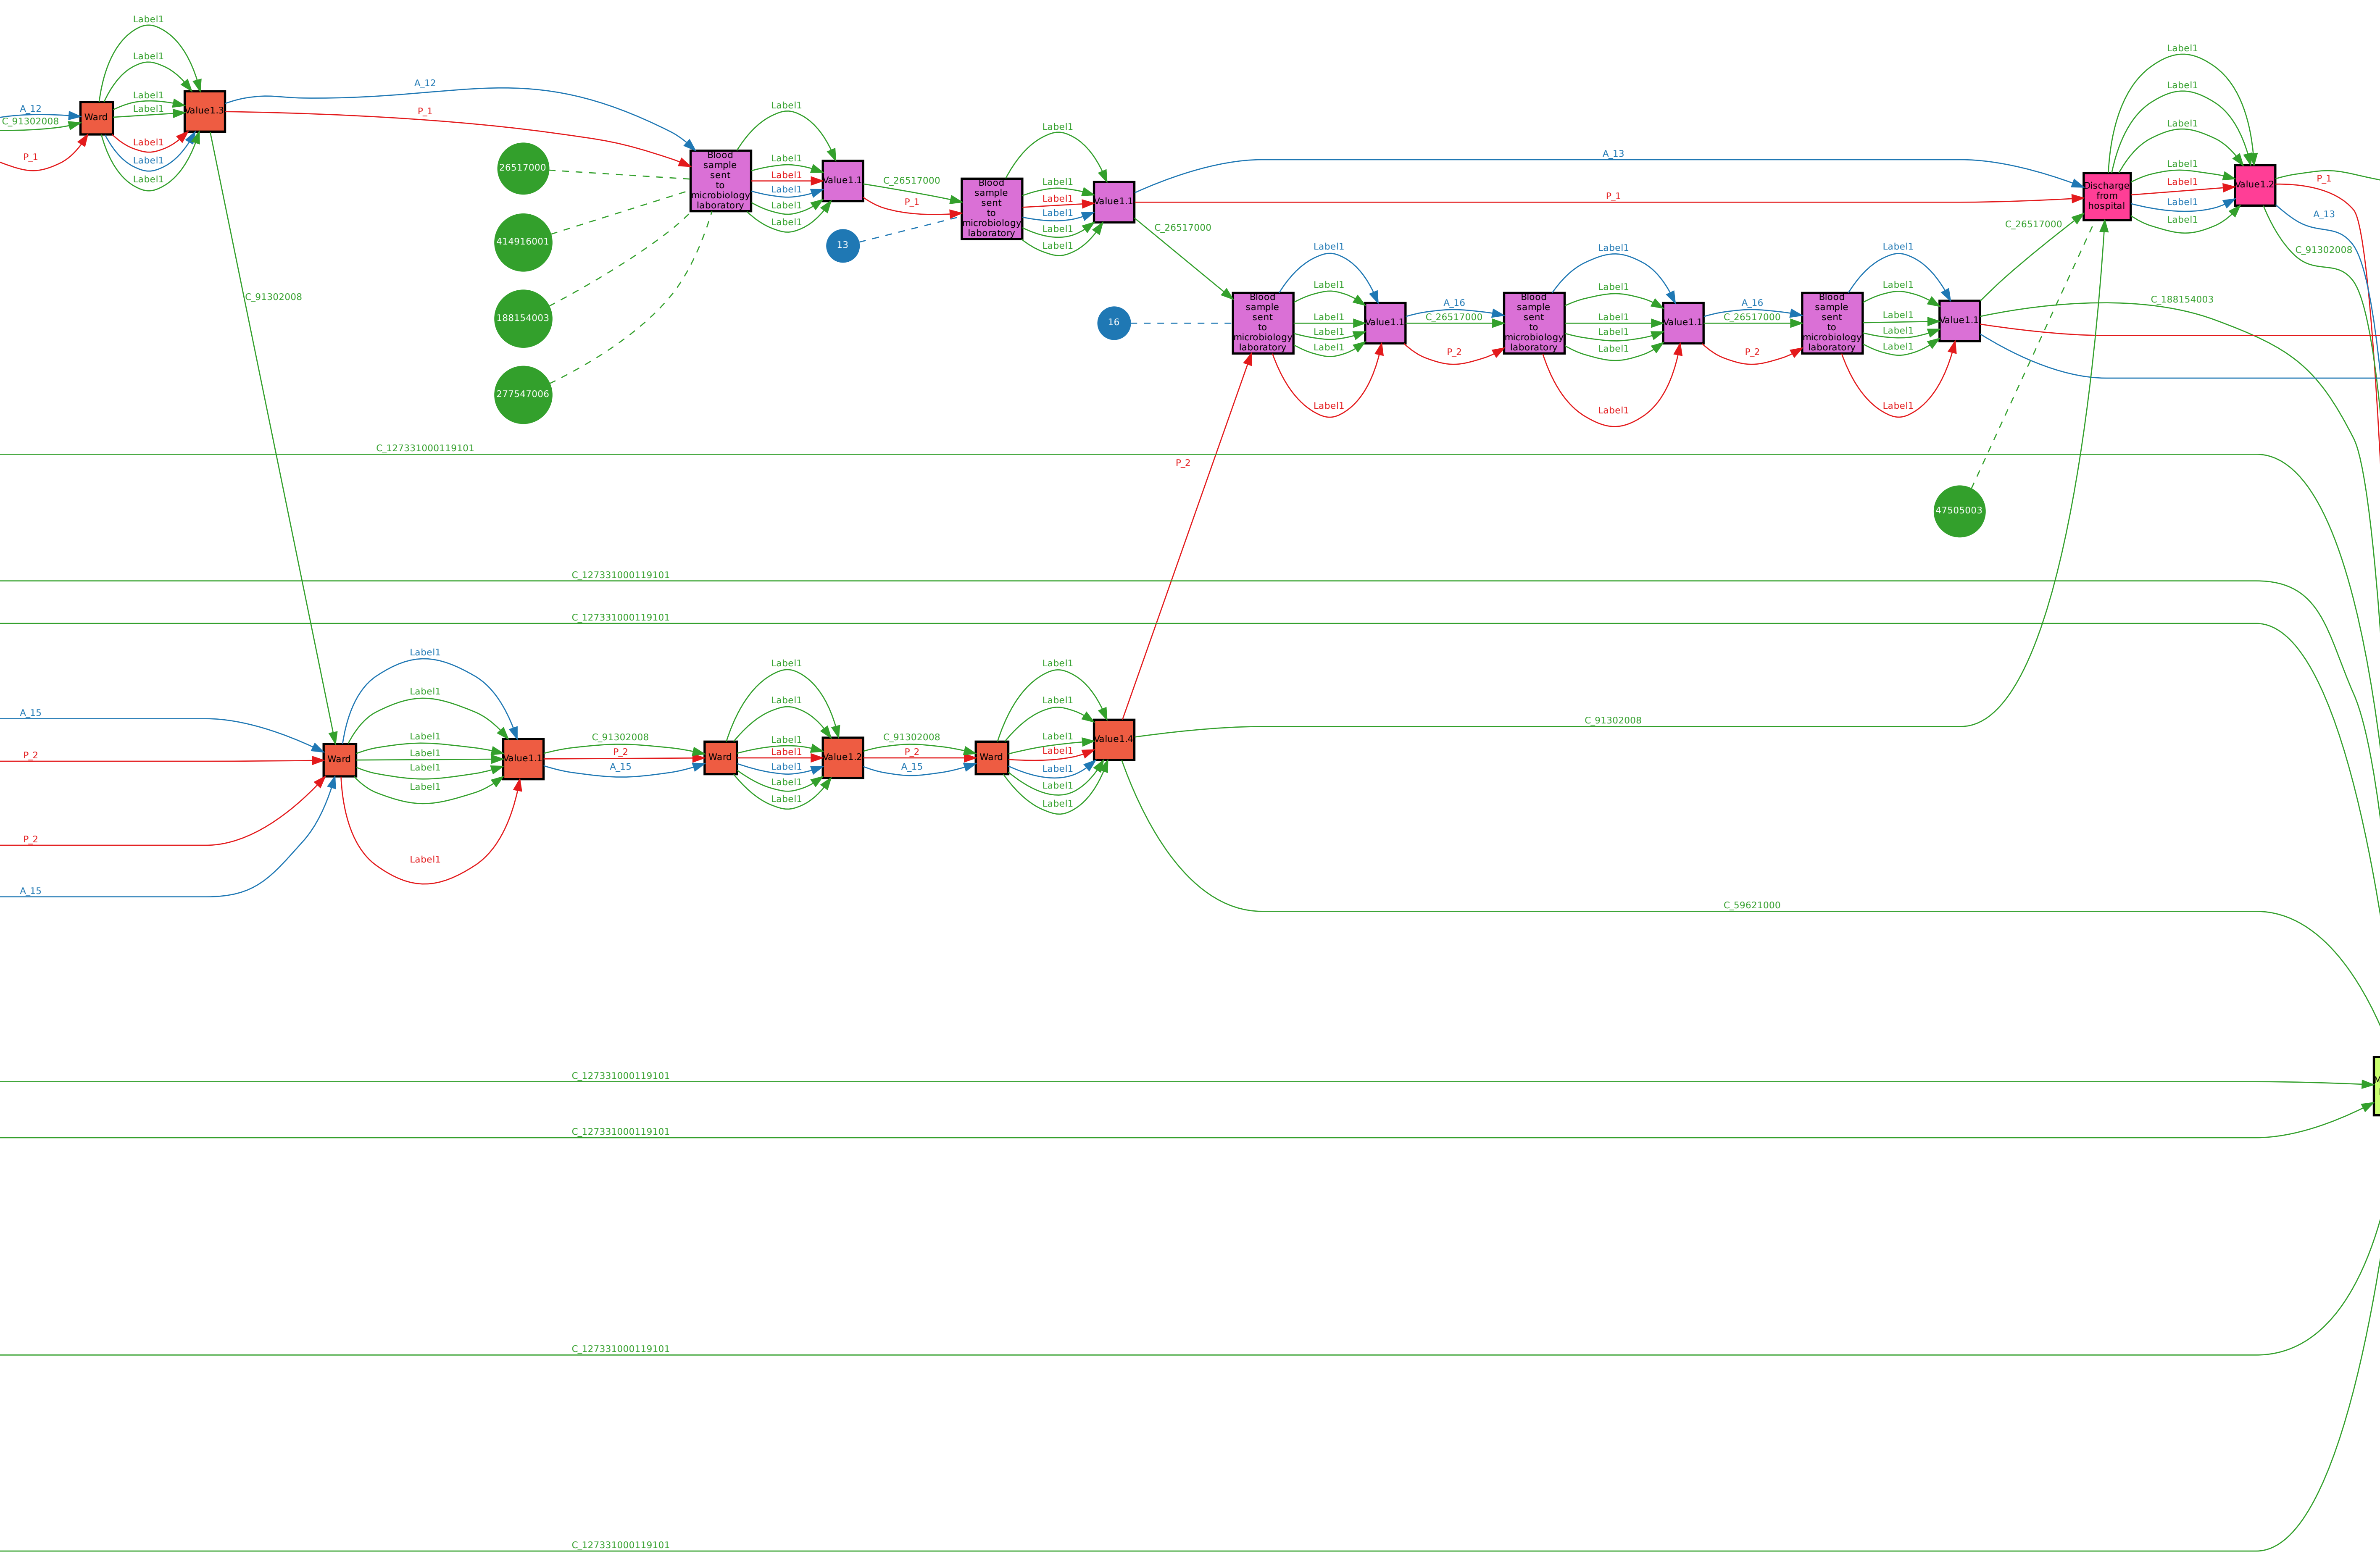 Label1
Label1
Label1
Label1
Label1
Label1
Label1
A_12
C_91302008
P_1
Ward
Value1.3
A_12
P_1
C_91302008
26517000
414916001
188154003
277547006
Blood
sample
sent
to
microbiology
laboratory
Label1
Label1
Label1
Label1
Label1
Label1
Value1.1
C_26517000
P_1
13
Blood
sample
sent
to
microbiology
laboratory
Label1
Label1
Label1
Label1
Label1
Label1
Value1.1
A_13
P_1
C_26517000
16
Blood
sample
sent
to
microbiology
laboratory
Label1
Label1
Label1
Label1
Label1
Label1
Value1.1
A_16
C_26517000
P_2
Blood
sample
sent
to
microbiology
laboratory
Label1
Label1
Label1
Label1
Label1
Label1
Value1.1
A_16
C_26517000
P_2
Blood
sample
sent
to
microbiology
laboratory
Label1
Label1
Label1
Label1
Label1
Label1
Value1.1
C_26517000
C_188154003
Discharge
from
hospital
Label1
Label1
Label1
Label1
Label1
Label1
Label1
Value1.2
P_1
A_13
C_91302008
47505003
C_127331000119101
P_2
C_127331000119101
C_127331000119101
A_15
P_2
P_2
A_15
Ward
Label1
Label1
Label1
Label1
Label1
Label1
Label1
Value1.1
C_91302008
P_2
A_15
Ward
Label1
Label1
Label1
Label1
Label1
Label1
Label1
Value1.2
C_91302008
P_2
A_15
Ward
Label1
Label1
Label1
Label1
Label1
Label1
Label1
Value1.4
C_91302008
C_59621000
C_127331000119101
C_127331000119101
C_127331000119101
C_127331000119101